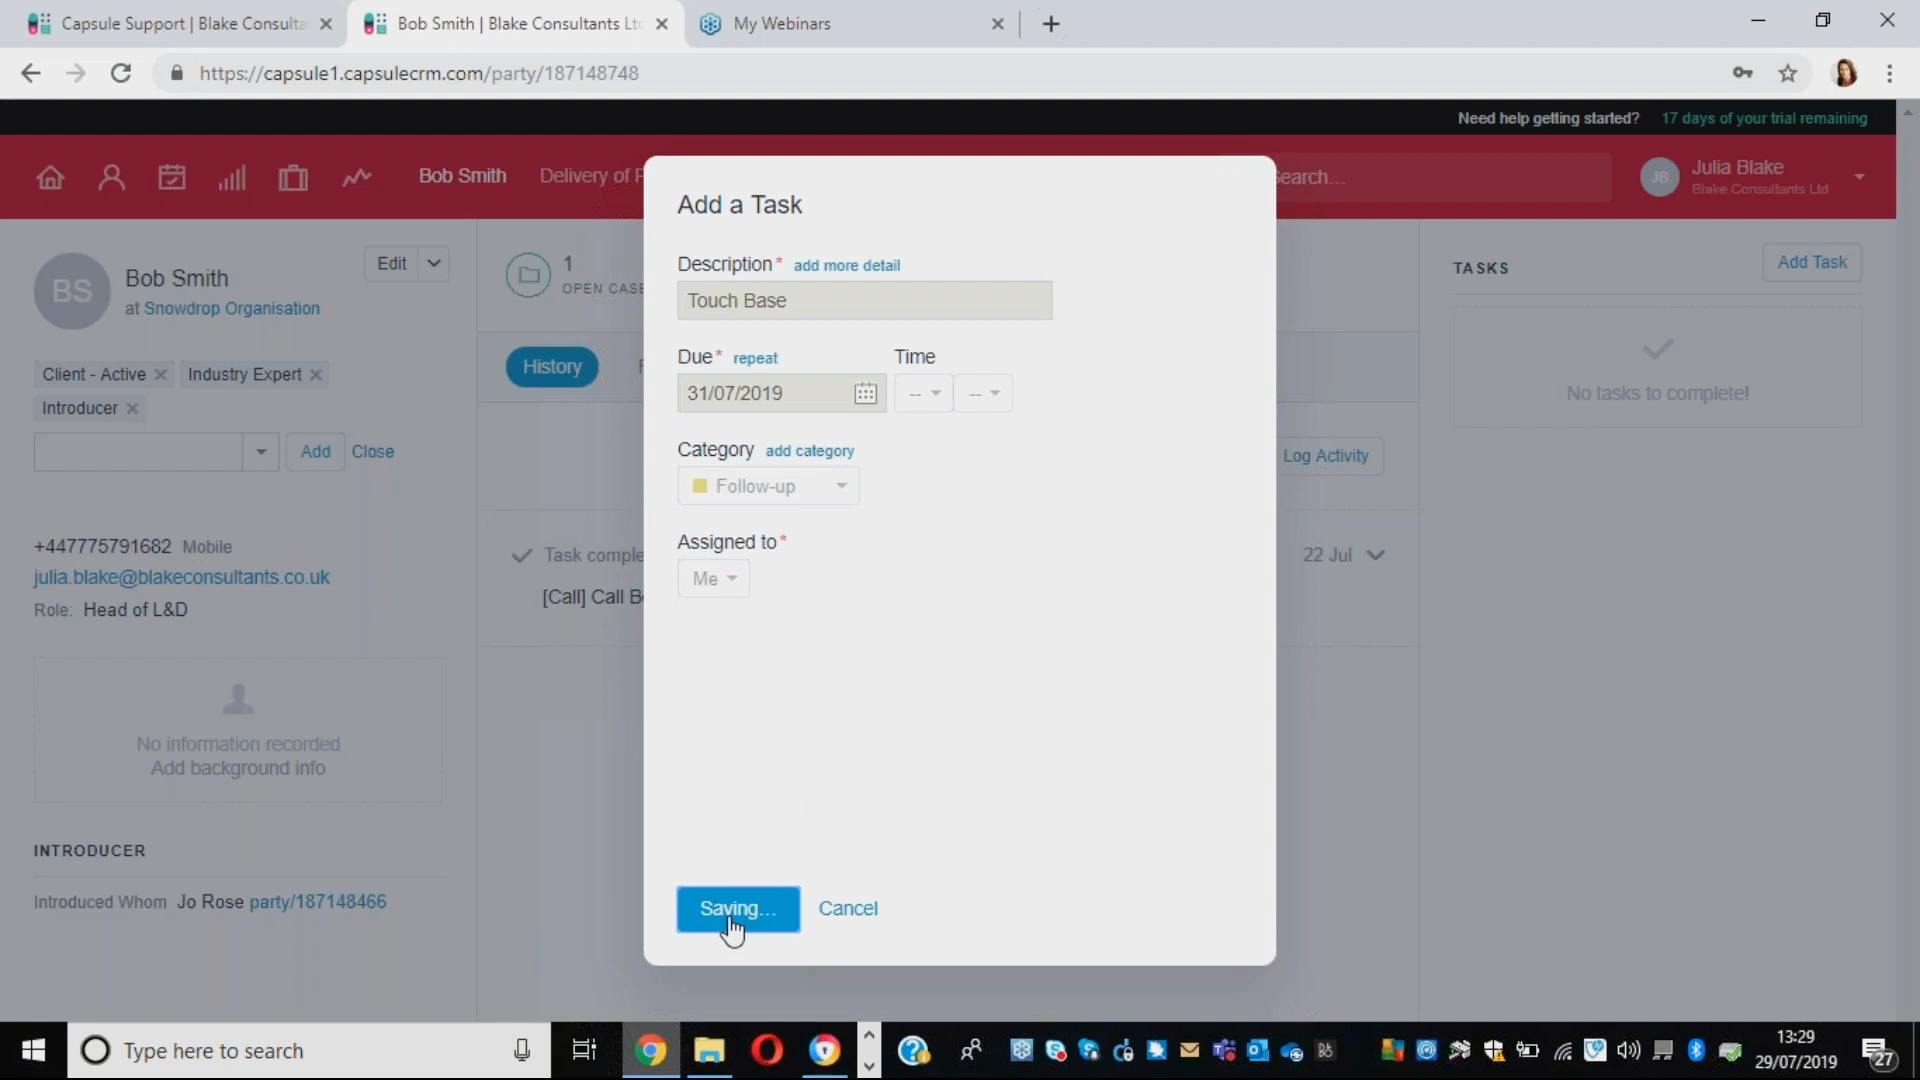 Capsule Support | Blake Consulta
Bob Smith | Blake Consultants Ltd
My Webinars
https://capsule1.capsulecrm.com/party/187148748
Need help getting started? 17 days of your trial remaining
Bob Smith
Delivery of
earch...
JB
Julia Blake
Blake Consultants Ltd
BS
Bob Smith
at Snowdrop Organisation
Edit
Client - Active
Industry Expert
Introducer
Add Close
+447775791682 Mobile
julia.blake@blakeconsultants.co.uk
Role: Head of L&D
No information recorded
Add background info
INTRODUCER
Introduced Whom Jo Rose party/187148466
1
OPEN CASE
History
Task comple
[Call] Call B
Log Activity
22 Jul
Add a Task
Description* add more detail
Touch Base
Due* repeat Time
31/07/2019 -- --
Category add category
Follow-up
Assigned to*
Me
Saving... Cancel
TASKS
Add Task
No tasks to complete!
Type here to search
13:29
29/07/2019
27